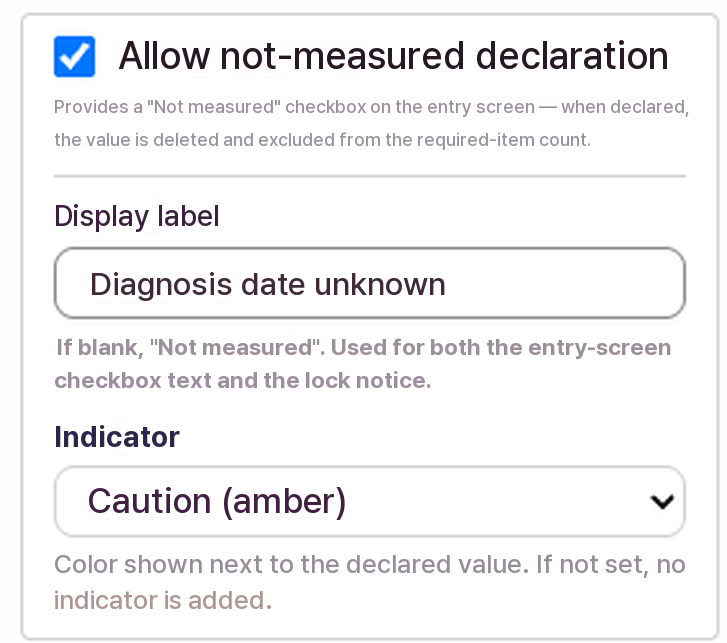 Allow not-measured declaration
Provides a "Not measured" checkbox on the entry screen — when declared,
the value is deleted and excluded from the required-item count.
Display label
Diagnosis date unknown
If blank, "Not measured". Used for both the entry-screen
checkbox text and the lock notice.
Indicator
Caution (amber)
Color shown next to the declared value. If not set, no
indicator is added.